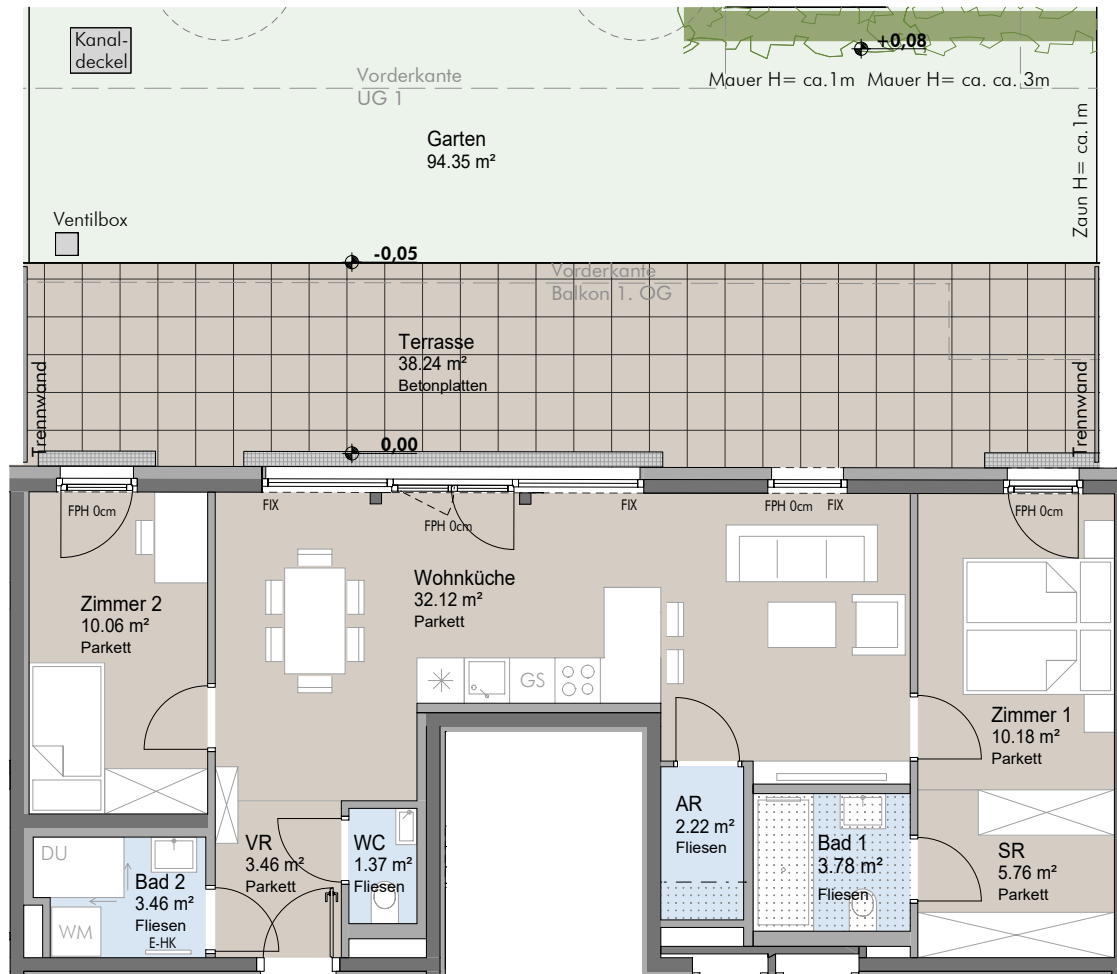 Kanal-
deckel
+0,08
Vorderkante
UG 1
Mauer H= ca.1m
Mauer H= ca. ca. 3m
Zaun H= ca.1m
Garten
94.35 m²
Ventilbox
-0,05
Vorderkante
Balkon 1. OG
Terrasse
38.24 m²
Betonplatten
Trennwand
Trennwand
0,00
FPH 0cm
FIX
FPH 0cm
FIX
FPH 0cm
FIX
FPH 0cm
Zimmer 2
10.06 m²
Parkett
Wohnküche
32.12 m²
Parkett
GS
Zimmer 1
10.18 m²
Parkett
DU
Bad 2
3.46 m²
Fliesen
E-HK
WM
VR
3.46 m²
Parkett
WC
1.37 m²
Fliesen
AR
2.22 m²
Fliesen
Bad 1
3.78 m²
Fliesen
SR
5.76 m²
Parkett